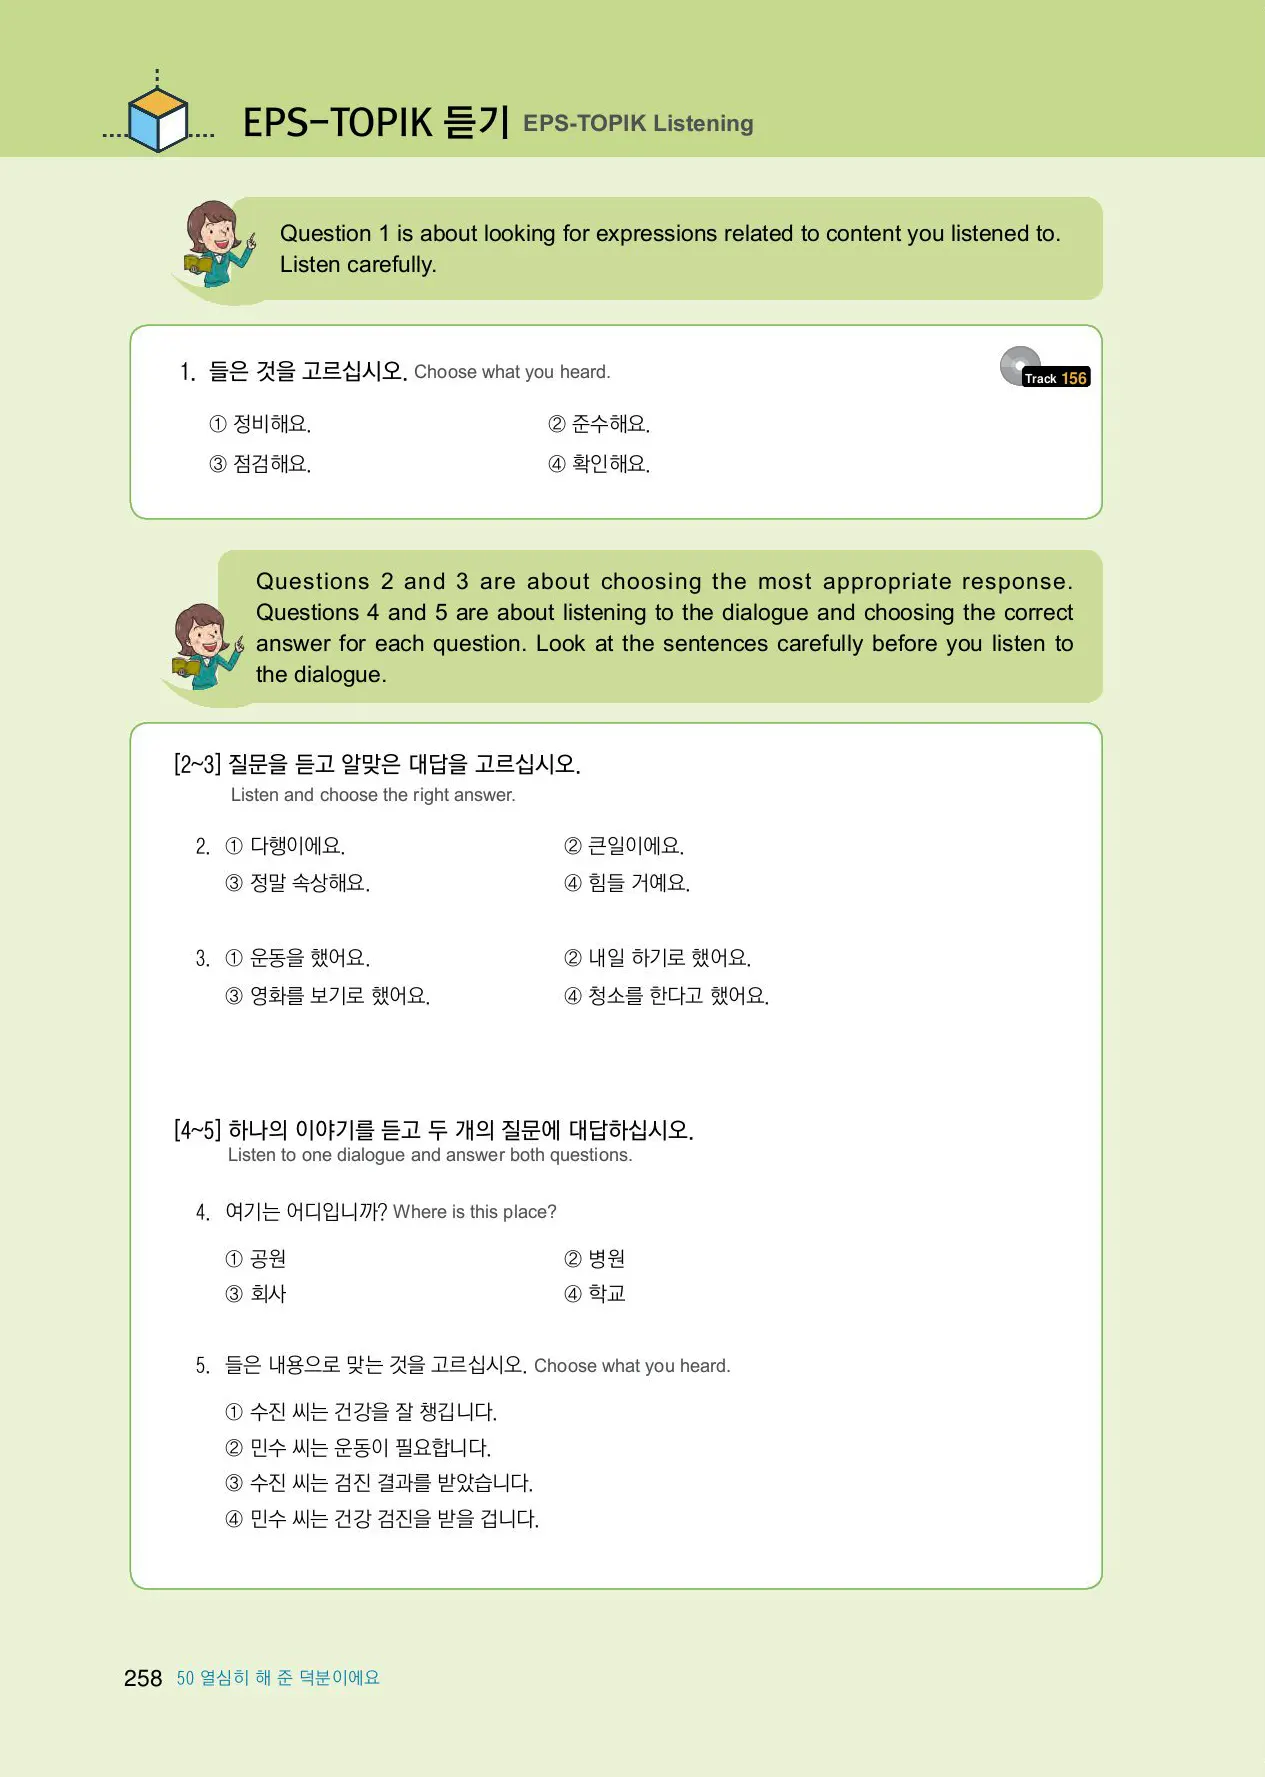 EPS-TOPIK 듣기 EPS-TOPIK Listening
Question 1 is about looking for expressions related to content you listened to.
Listen carefully.
1. 들은 것을 고르십시오. Choose what you heard.
Track 156
① 정비해요. ② 준수해요.
③ 점검해요. ④ 확인해요.
Questions 2 and 3 are about choosing the most appropriate response.
Questions 4 and 5 are about listening to the dialogue and choosing the correct
answer for each question. Look at the sentences carefully before you listen to
the dialogue.
[2~3] 질문을 듣고 알맞은 대답을 고르십시오.
Listen and choose the right answer.
2. ① 다행이에요. ② 큰일이에요.
③ 정말 속상해요. ④ 힘들 거예요.
3. ① 운동을 했어요. ② 내일 하기로 했어요.
③ 영화를 보기로 했어요. ④ 청소를 한다고 했어요.
[4~5] 하나의 이야기를 듣고 두 개의 질문에 대답하십시오.
Listen to one dialogue and answer both questions.
4. 여기는 어디입니까? Where is this place?
① 공원 ② 병원
③ 회사 ④ 학교
5. 들은 내용으로 맞는 것을 고르십시오. Choose what you heard.
① 수진 씨는 건강을 잘 챙깁니다.
② 민수 씨는 운동이 필요합니다.
③ 수진 씨는 검진 결과를 받았습니다.
④ 민수 씨는 건강 검진을 받을 겁니다.
258 50 열심히 해 준 덕분이에요